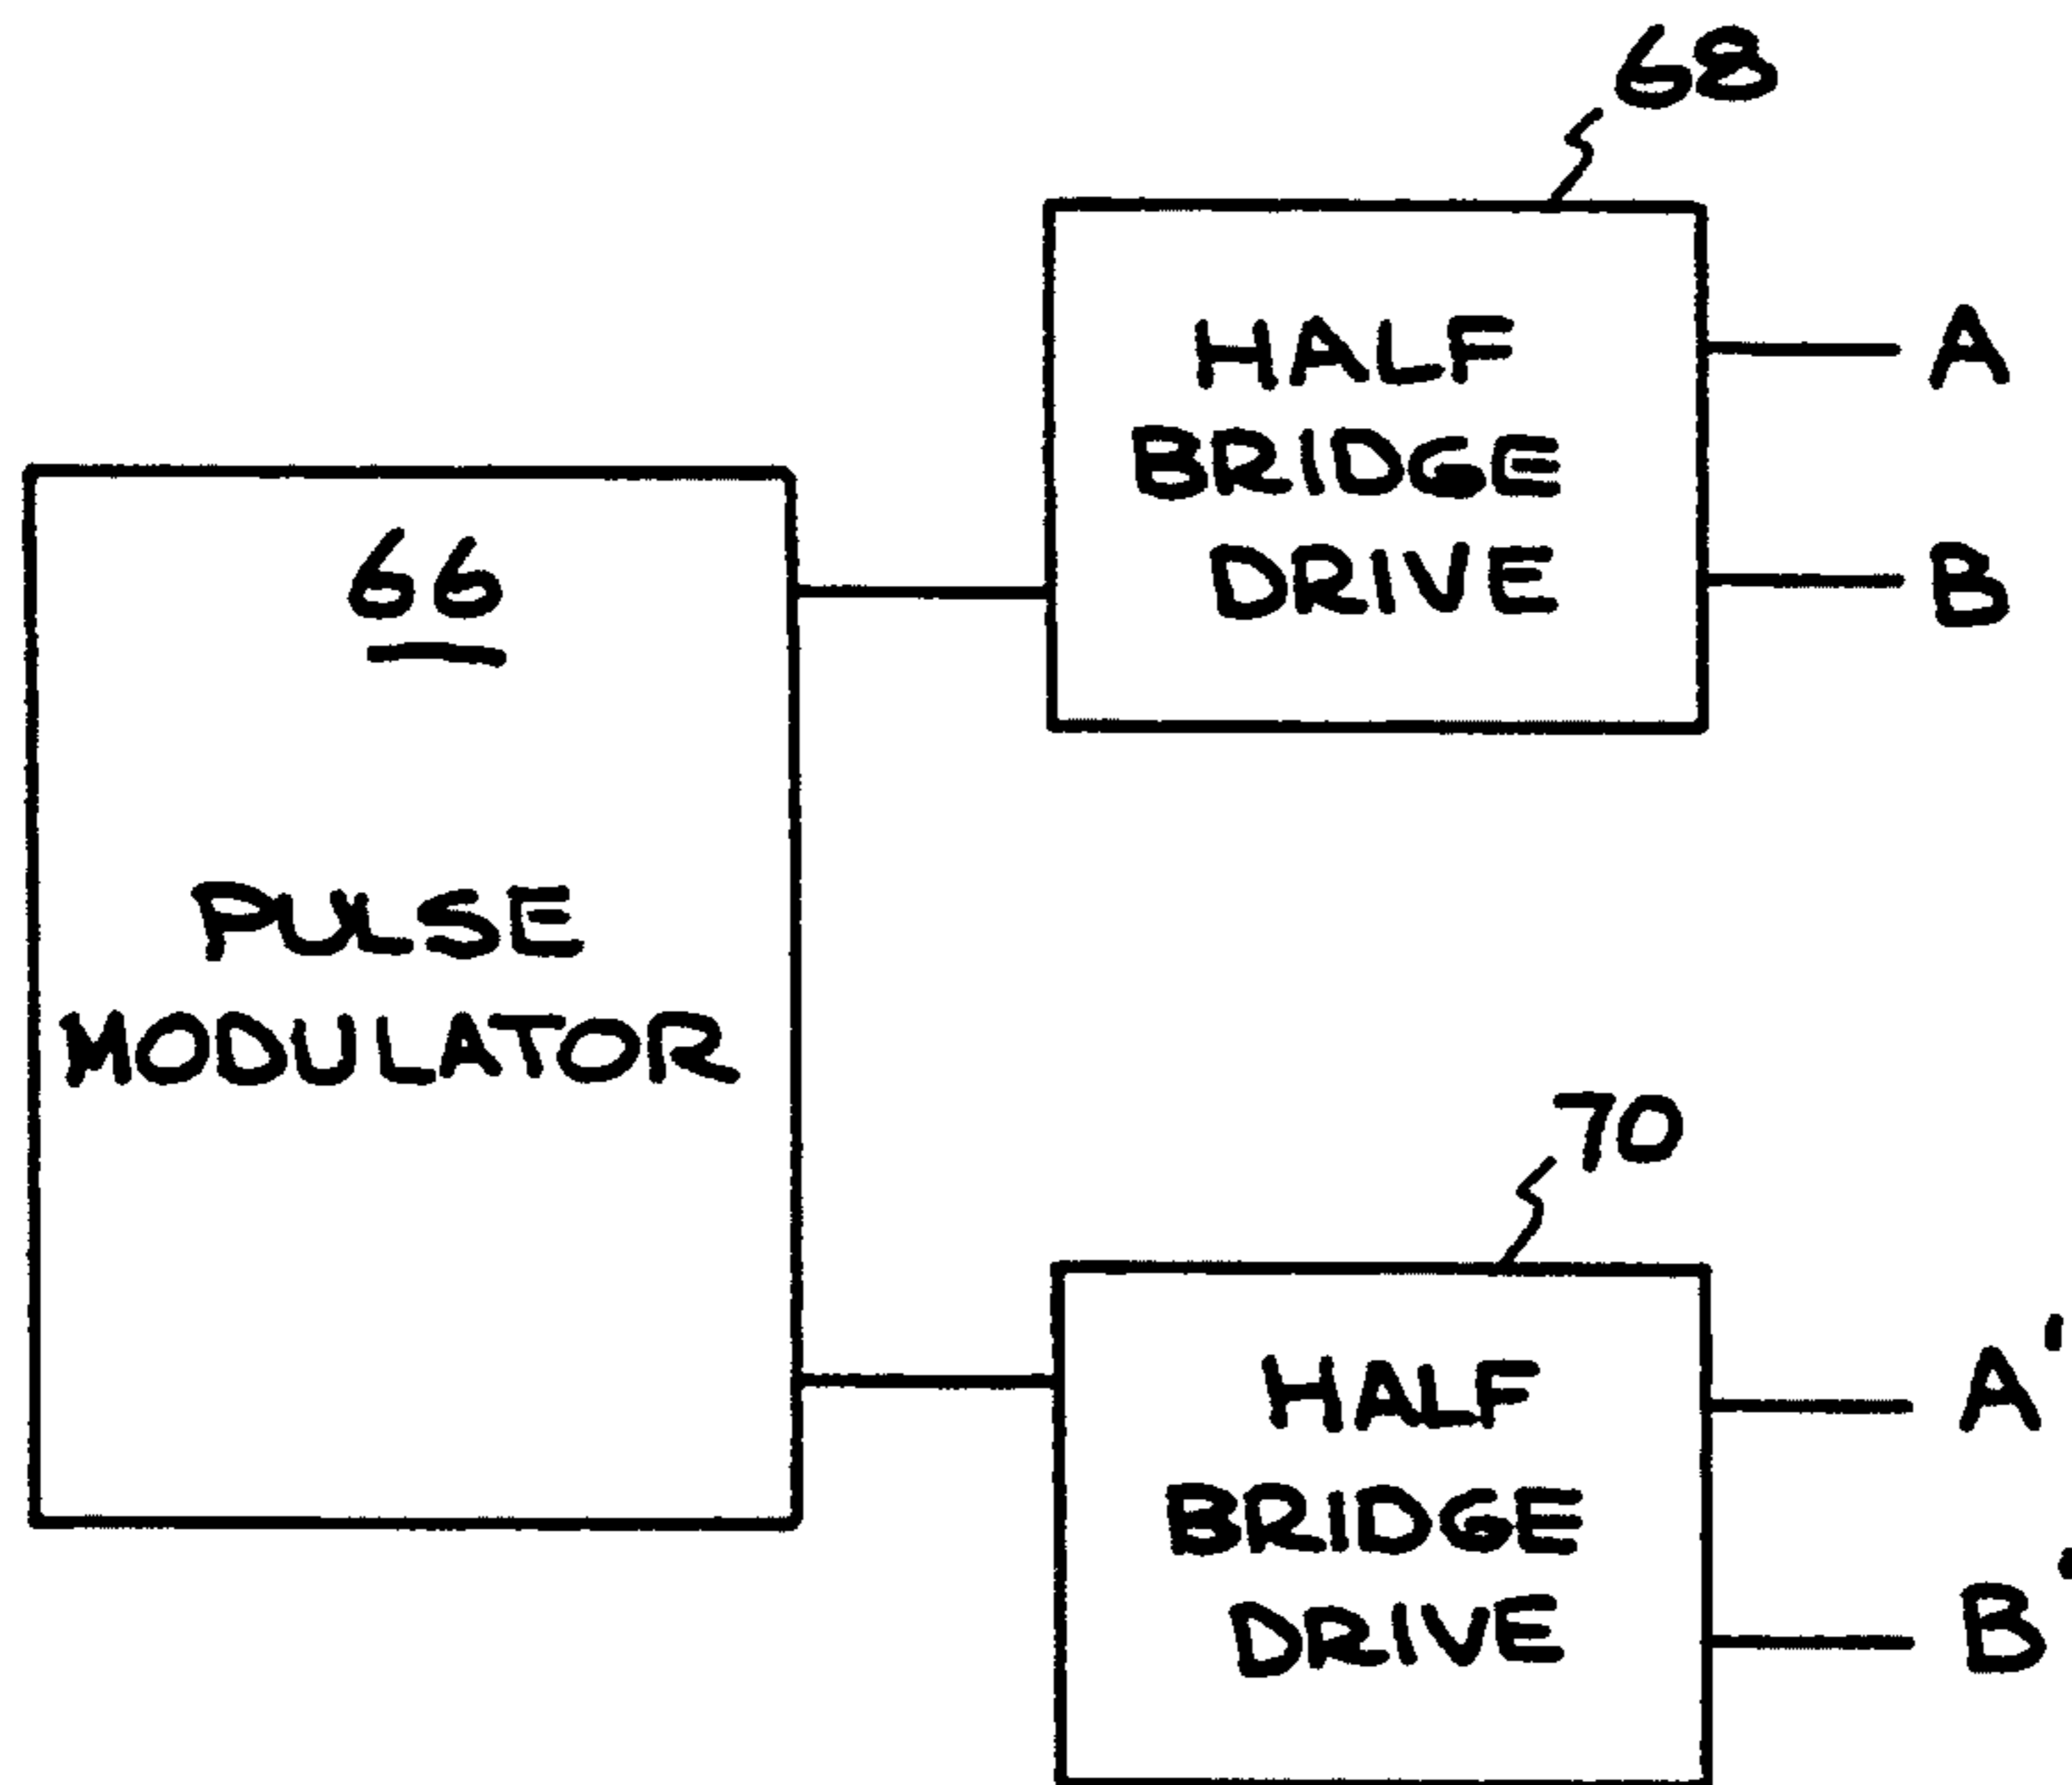 68
HALF
BRIDGE
DRIVE
A
B
66
PULSE
MODULATOR
70
HALF
BRIDGE
DRIVE
A'
B'